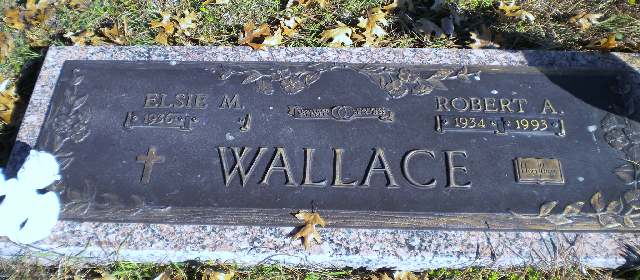 ELSIE M.
1936
ROBERT A.
1934 1993
WALLACE